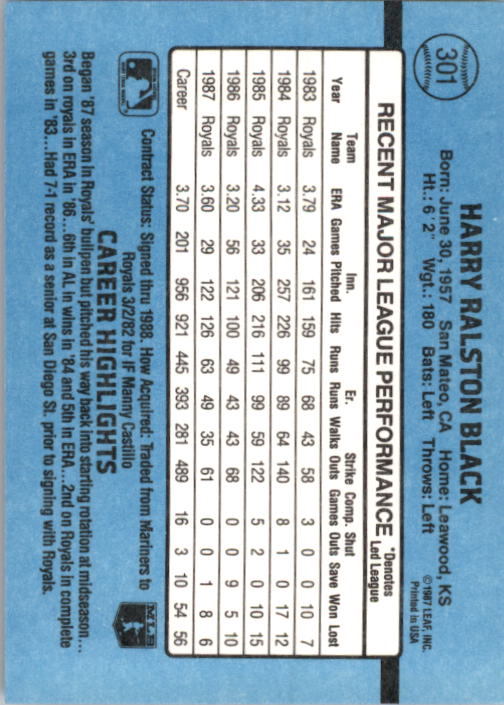 301
HARRY RALSTON BLACK
Born: June 30, 1957 San Mateo, CA Home: Leawood, KS
Ht.: 6'2" Wgt.: 180 Bats: Left Throws: Left
©1987 LEAF, INC.
Printed in USA
RECENT MAJOR LEAGUE PERFORMANCE *Denotes Led League
Year Team Name ERA Games Inn. Pitched Hits Runs Er. Runs Walks Strike Outs Comp. Games Shut Outs Save Won Lost
1983 Royals 3.79 24 161 159 75 68 43 58 3 0 0 10 7
1984 Royals 3.12 35 257 226 99 89 64 140 8 1 0 17 12
1985 Royals 4.33 33 206 216 111 99 59 122 5 2 0 10 15
1986 Royals 3.20 56 121 100 49 43 43 68 0 0 9 5 10
1987 Royals 3.60 29 122 126 63 49 35 61 0 0 1 8 6
Career 3.70 201 956 921 445 393 281 489 16 3 10 54 56
Contract Status: Signed thru 1988. How Acquired: Traded from Mariners to
Royals 3/2/82 for IF Manny Castillo
MLB
CAREER HIGHLIGHTS
Began '87 season in Royals' bullpen but pitched his way back into starting rotation at midseason...
3rd on royals in ERA in '86...6th in AL in wins in '84 and 5th in ERA...2nd on Royals in complete
games in '83...Had 7-1 record as a senior at San Diego St. prior to signing with Royals.